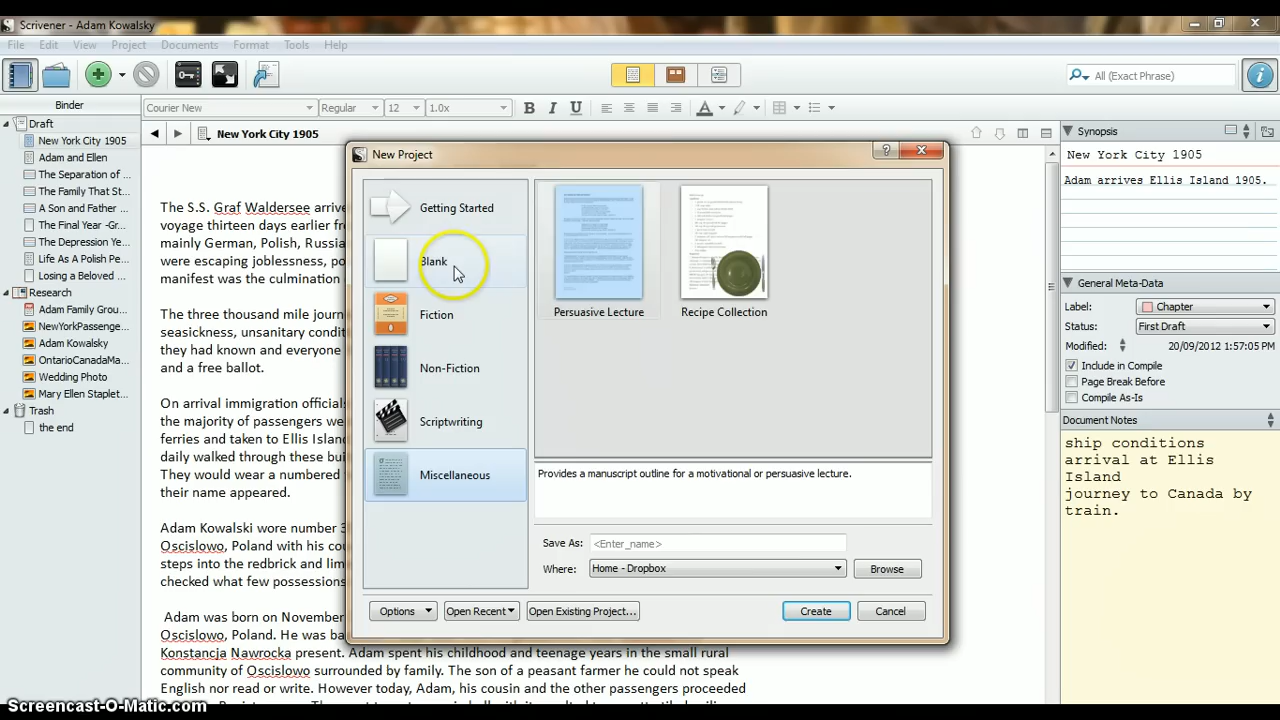 Scrivener - Adam Kowalsky
File Edit View Project Documents Format Tools Help
All (Exact Phrase)
Binder
Courier New Regular 12 1.0x B I U A
Draft
New York City 1905
Adam and Ellen
The Separation of ...
The Family That St...
A Son and Father ...
The Final Year -Gr...
The Depression Ye...
Life As A Polish Pe...
Losing a Beloved ...
Research
Adam Family Group...
NewYorkPassenge...
Adam Kowalsky
OntarioCanadaMa...
Wedding Photo
Mary Ellen Staplet...
Trash
the end
New York City 1905
The S.S. Graf Waldersee arrive
voyage thirteen days earlier fr
mainly German, Polish, Russia
were escaping joblessness, po
manifest was the culmination
The three thousand mile journ
seasickness, unsanitary condit
they had known and everyone
and a free ballot.
On arrival immigration officials
the majority of passengers we
ferries and taken to Ellis Island
daily walked through these bui
They would wear a numbered
their name appeared.
Adam Kowalski wore number 3
Oscislowo, Poland with his cou
steps into the redbrick and lim
checked what few possessions
Adam was born on November
Oscislowo, Poland. He was ba
Konstancja Nawrocka present. Adam spent his childhood and teenage years in the small rural
community of Oscislowo surrounded by family. The son of a peasant farmer he could not speak
English nor read or write. However today, Adam, his cousin and the other passengers proceeded
New Project
?
Getting Started
Blank
Fiction
Non-Fiction
Scriptwriting
Miscellaneous
Persuasive Lecture
Recipe Collection
Provides a manuscript outline for a motivational or persuasive lecture.
Save As: <Enter_name>
Where: Home - Dropbox Browse
Options Open Recent Open Existing Project... Create Cancel
Synopsis
New York City 1905
Adam arrives Ellis Island 1905.
General Meta-Data
Label: Chapter
Status: First Draft
Modified: 20/09/2012 1:57:05 PM
Include in Compile
Page Break Before
Compile As-Is
Document Notes
ship conditions
arrival at Ellis
Island
journey to Canada by
train.
Screencast-O-Matic.com